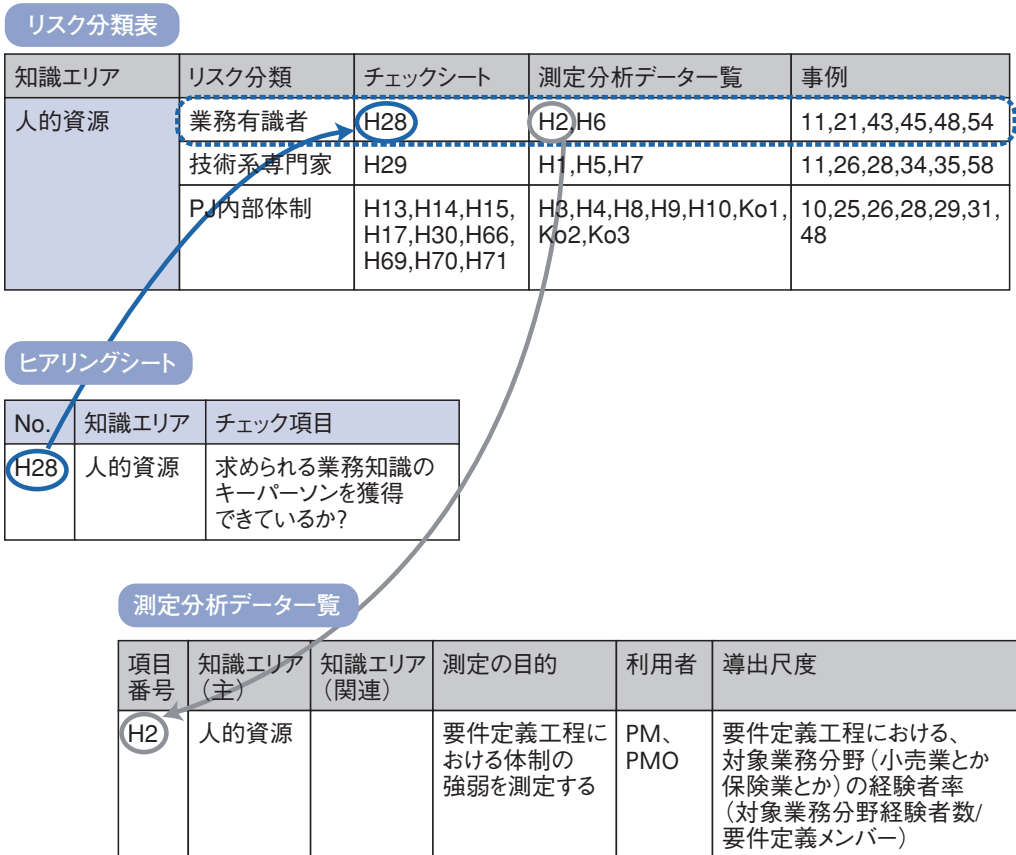 リスク分類表
知識エリア リスク分類 チェックシート 測定分析データ一覧 事例
人的資源 業務有識者 H28 H2,H6 11,21,43,45,48,54
技術系専門家 H29 H1,H5,H7 11,26,28,34,35,58
PJ内部体制 H13,H14,H15, H3,H4,H8,H9,H10,Ko1, 10,25,26,28,29,31,
H17,H30,H66, Ko2,Ko3 48
H69,H70,H71
ヒアリングシート
No. 知識エリア チェック項目
H28 人的資源 求められる業務知識の
キーパーソンを獲得
できているか?
測定分析データ一覧
項目 知識エリア 知識エリア 測定の目的 利用者 導出尺度
番号 （主） （関連）
H2 人的資源 要件定義工程に PM、 要件定義工程における、
おける体制の PMO 対象業務分野（小売業とか
強弱を測定する 保険業とか）の経験者率
（対象業務分野経験者数/
要件定義メンバー）